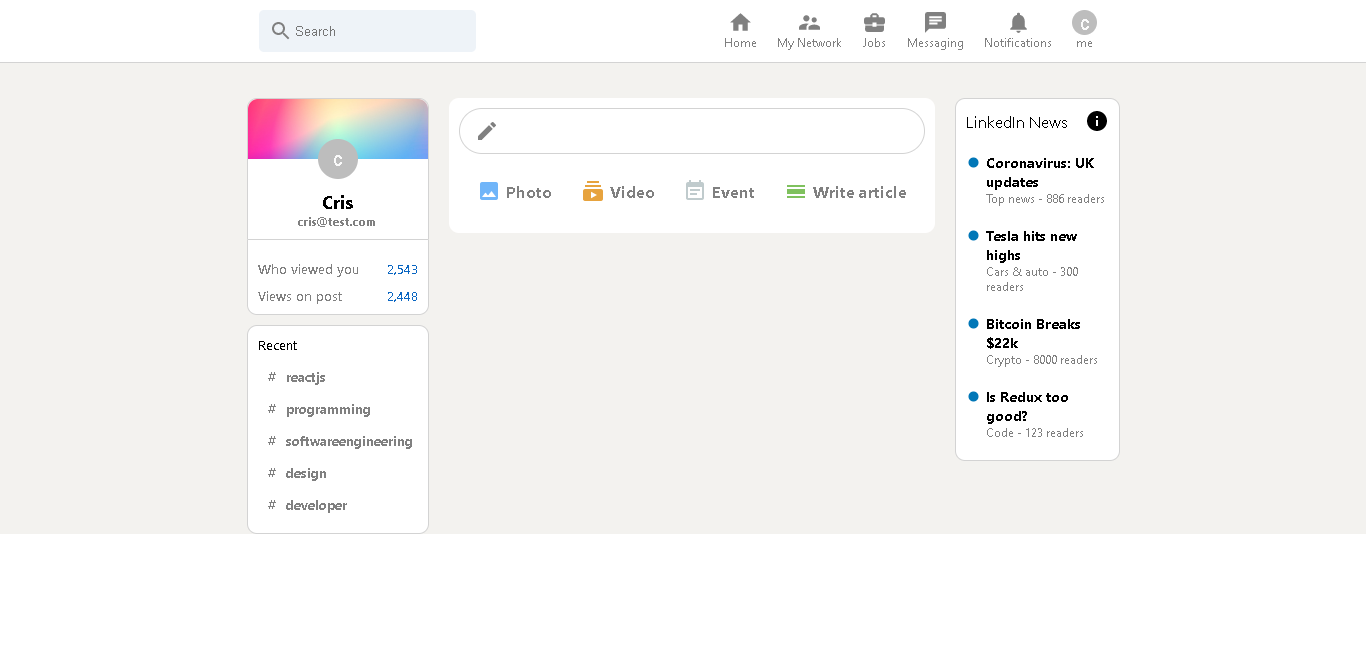 Search
Home
My Network
Jobs
Messaging
Notifications
C
me
C
Cris
cris@test.com
Who viewed you 2,543
Views on post 2,448
Recent
# reactjs
# programming
# softwareengineering
# design
# developer
Photo
Video
Event
Write article
LinkedIn News
Coronavirus: UK
updates
Top news - 886 readers
Tesla hits new
highs
Cars & auto - 300
readers
Bitcoin Breaks
$22k
Crypto - 8000 readers
Is Redux too
good?
Code - 123 readers